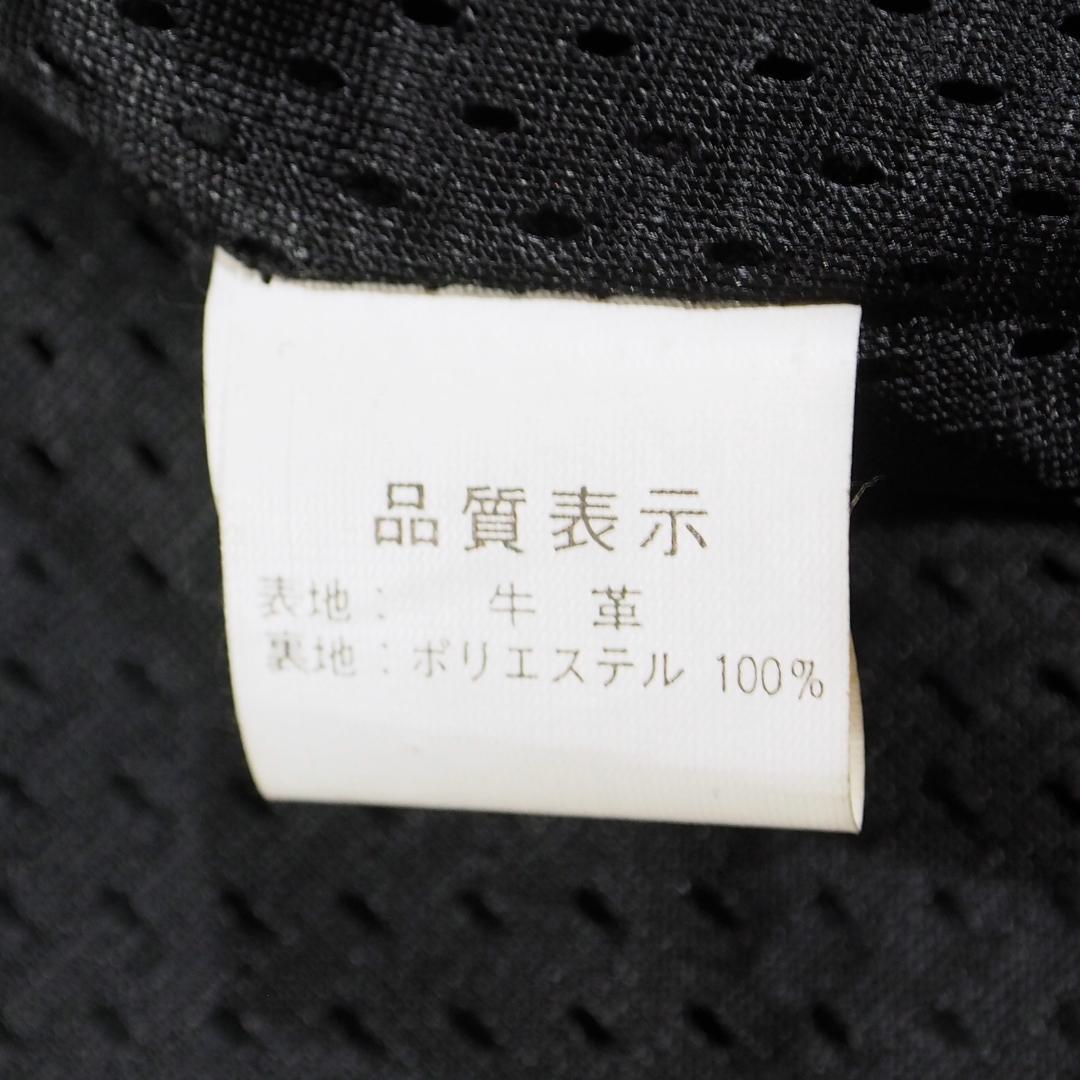 品質表示
表地： 牛 革
裏地：ポリエステル 100%